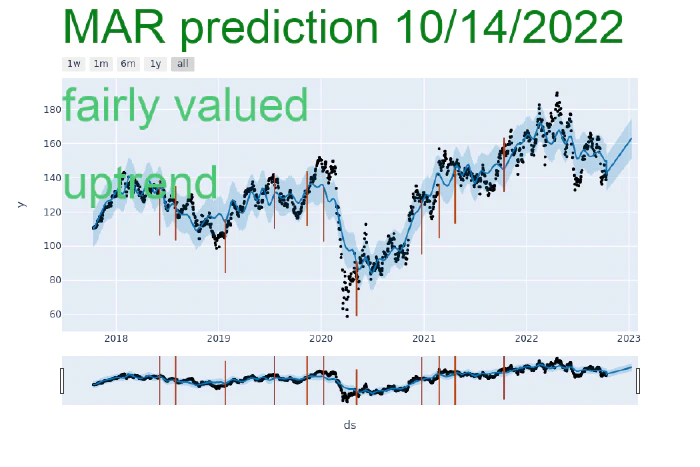 MAR prediction 10/14/2022
1w 1m 6m 1y all
fairly valued
uptrend
y
180
160
140
120
100
80
60
2018 2019 2020 2021 2022 2023
ds